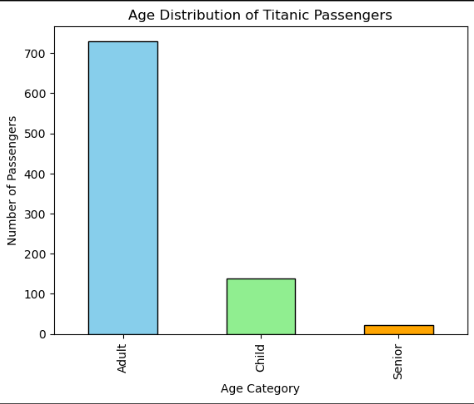 Age Distribution of Titanic Passengers
Number of Passengers
700
600
500
400
300
200
100
0
Adult
Child
Senior
Age Category